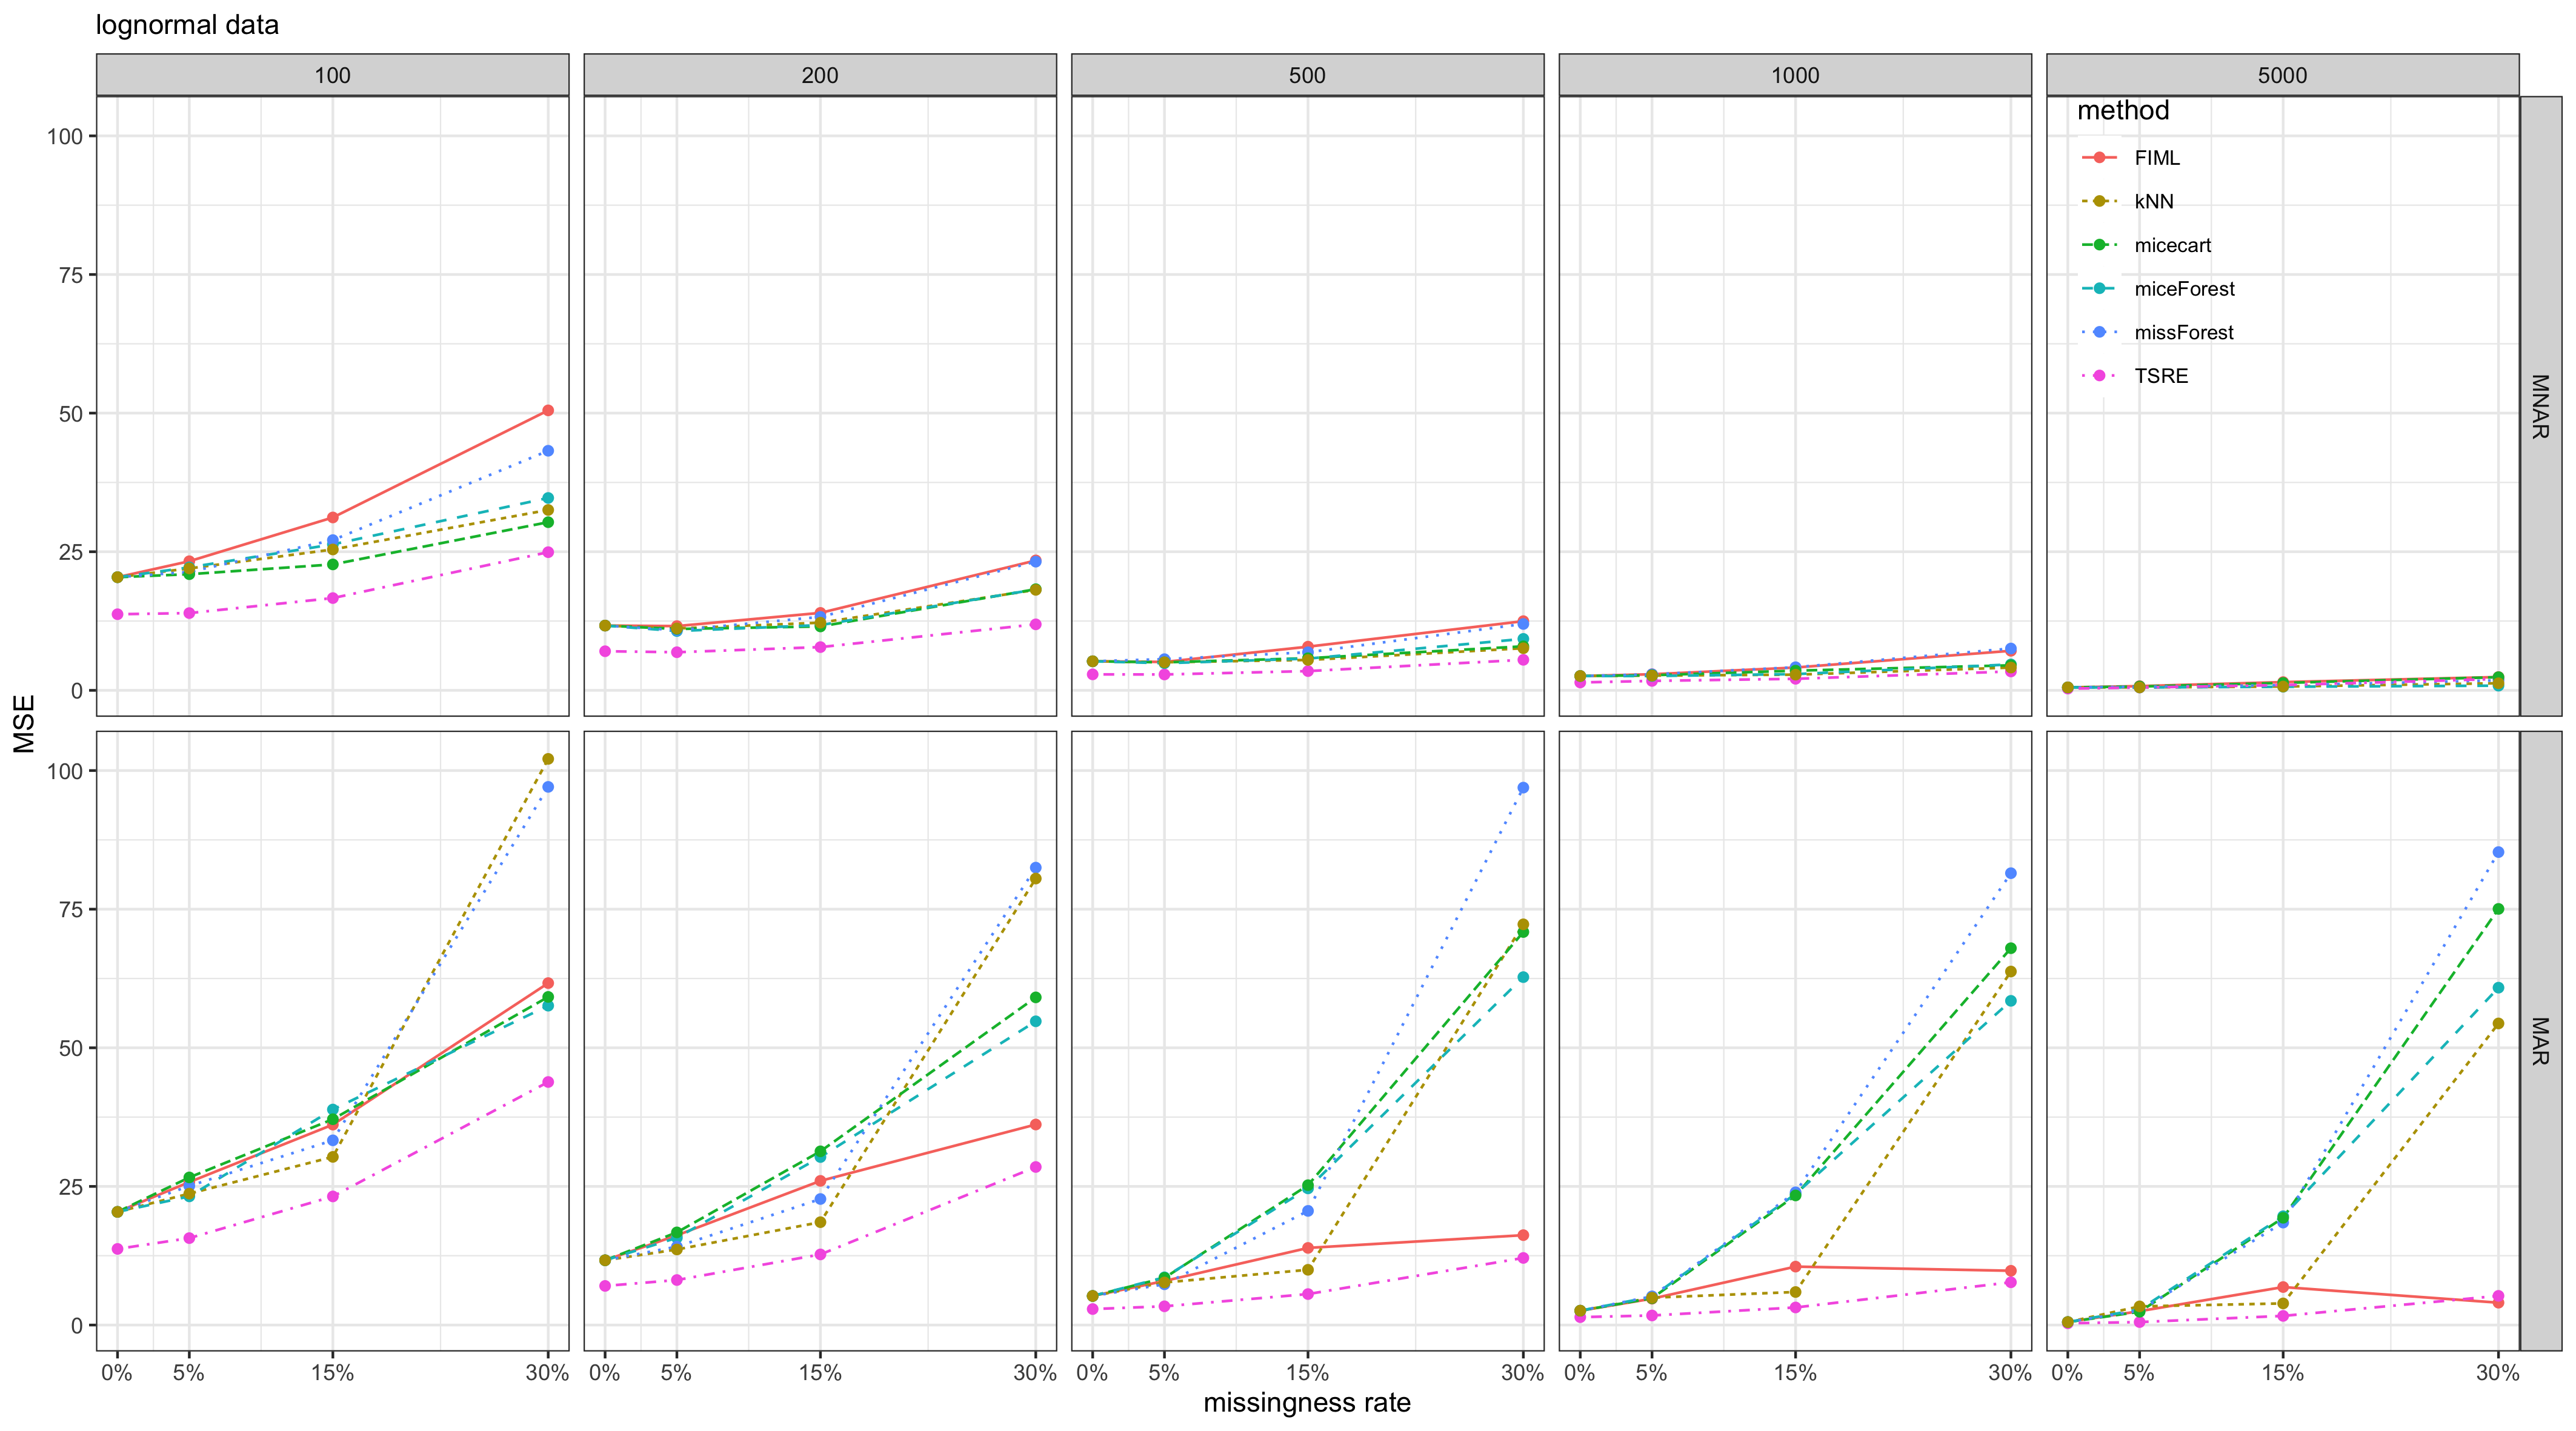 lognormal data
100 200 500 1000 5000
method
FIML
kNN
micecart
miceForest
missForest
TSRE
100
75
50
25
0
MNAR
MSE
100
75
50
25
0
MAR
0% 5% 15% 30% 0% 5% 15% 30% 0% 5% 15% 30% 0% 5% 15% 30% 0% 5% 15% 30%
missingness rate